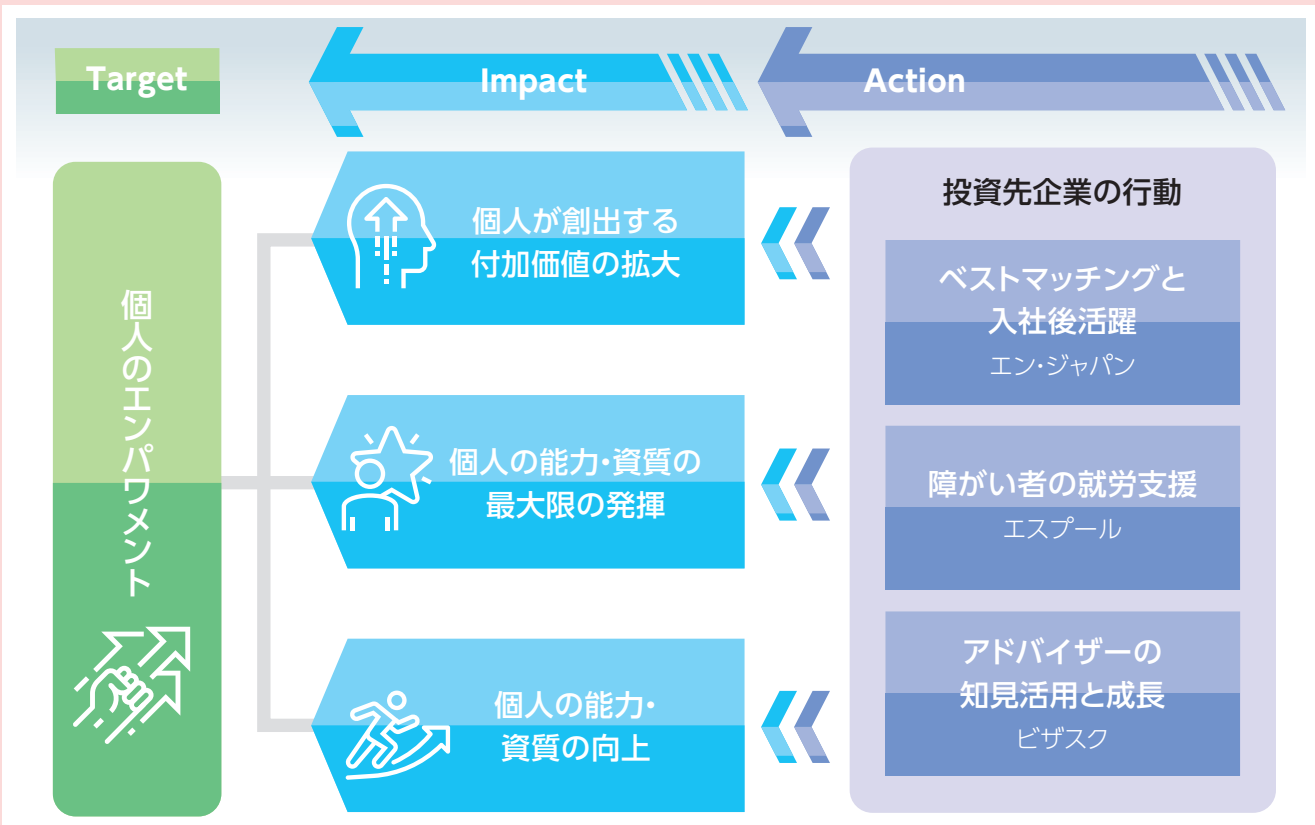 Target
Impact
Action
個人のエンパワメント
個人が創出する
付加価値の拡大
個人の能力・資質の
最大限の発揮
個人の能力・
資質の向上
投資先企業の行動
ベストマッチングと
入社後活躍
エン・ジャパン
障がい者の就労支援
エスプール
アドバイザーの
知見活用と成長
ビザスク